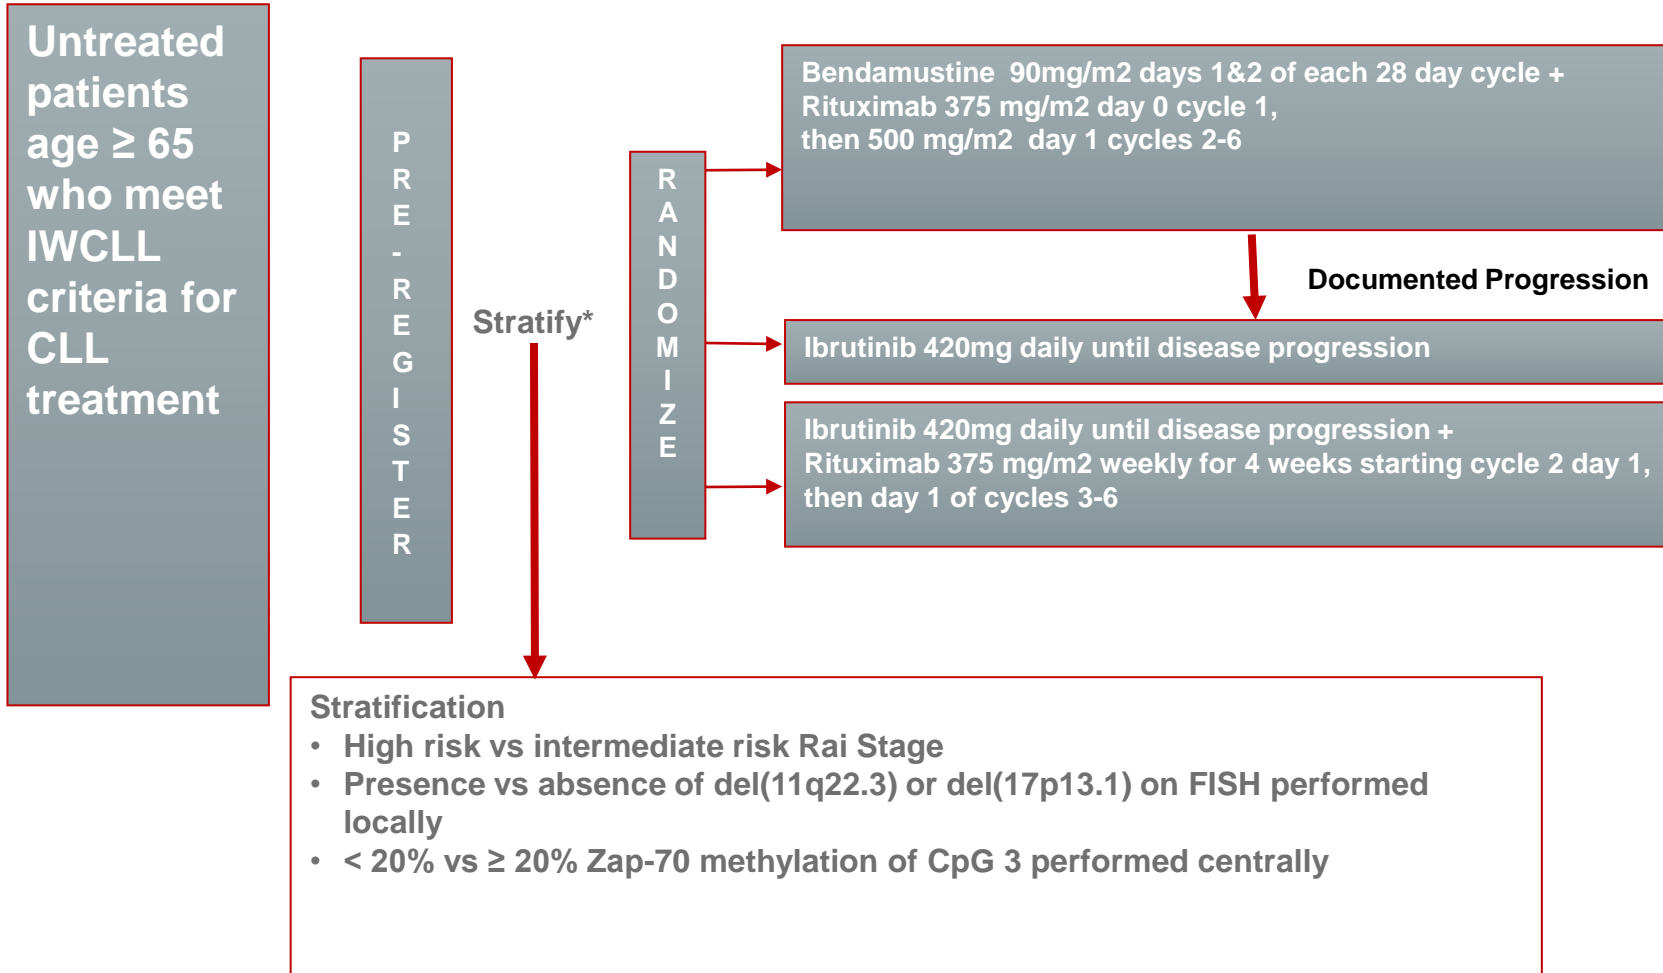 Untreated
patients
age ≥ 65
who meet
IWCLL
criteria for
CLL
treatment
PRE-REGISTER
Stratify*
RANDOMIZE
Bendamustine 90mg/m2 days 1&2 of each 28 day cycle +
Rituximab 375 mg/m2 day 0 cycle 1,
then 500 mg/m2 day 1 cycles 2-6
Documented Progression
Ibrutinib 420mg daily until disease progression
Ibrutinib 420mg daily until disease progression +
Rituximab 375 mg/m2 weekly for 4 weeks starting cycle 2 day 1,
then day 1 of cycles 3-6
Stratification
• High risk vs intermediate risk Rai Stage
• Presence vs absence of del(11q22.3) or del(17p13.1) on FISH performed
locally
• < 20% vs ≥ 20% Zap-70 methylation of CpG 3 performed centrally